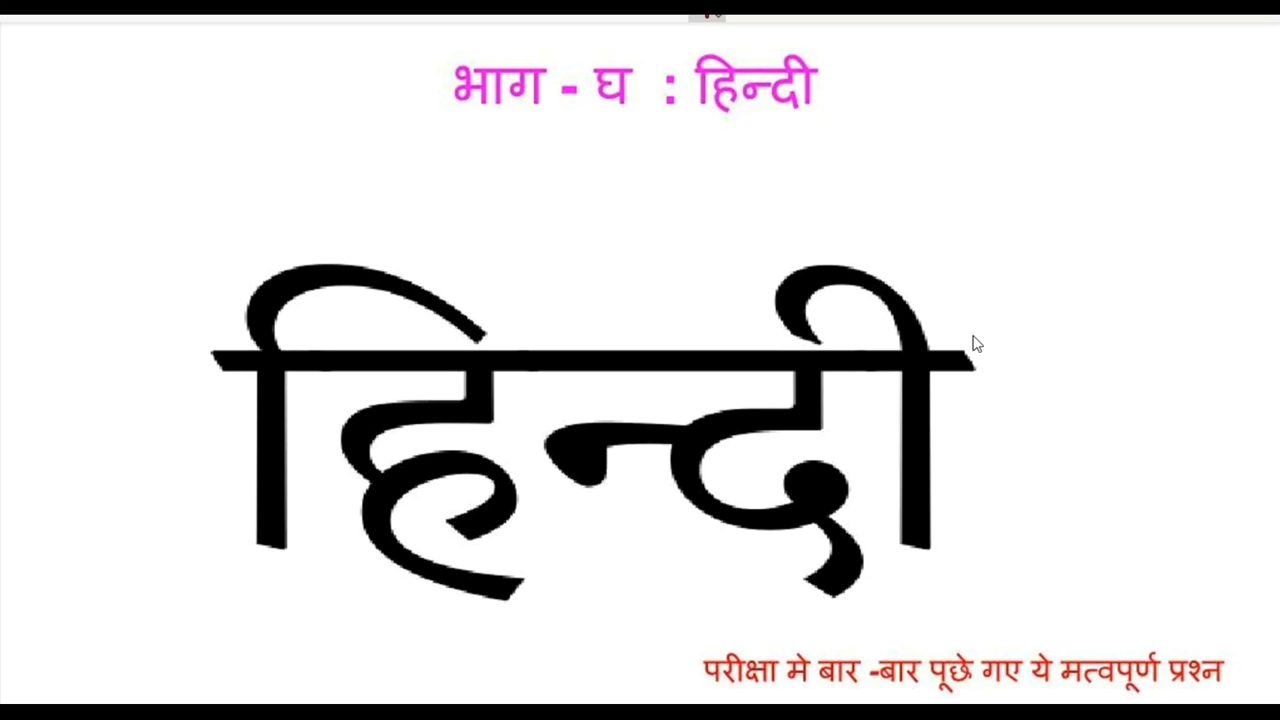 भाग - घ : हिन्दी
हिन्दी
परीक्षा मे बार -बार पूछे गए ये मत्वपूर्ण प्रश्न